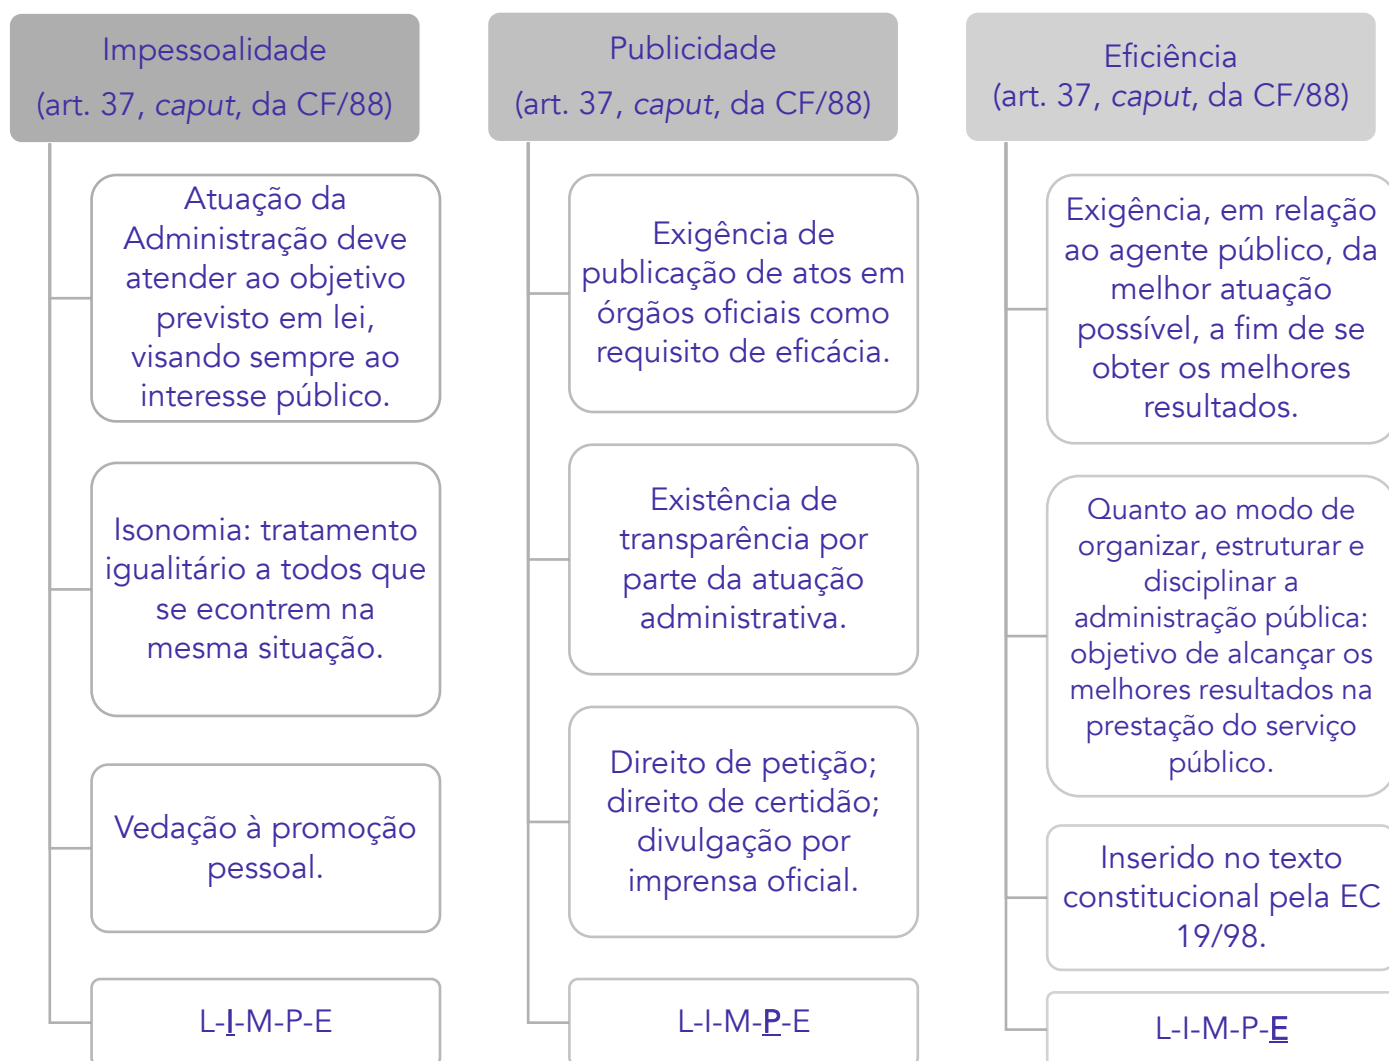 Impessoalidade
(art. 37, caput, da CF/88)
Atuação da
Administração deve
atender ao objetivo
previsto em lei,
visando sempre ao
interesse público.
Isonomia: tratamento
igualitário a todos que
se econtrem na
mesma situação.
Vedação à promoção
pessoal.
L-I-M-P-E
Publicidade
(art. 37, caput, da CF/88)
Exigência de
publicação de atos em
órgãos oficiais como
requisito de eficácia.
Existência de
transparência por
parte da atuação
administrativa.
Direito de petição;
direito de certidão;
divulgação por
imprensa oficial.
L-I-M-P-E
Eficiência
(art. 37, caput, da CF/88)
Exigência, em relação
ao agente público, da
melhor atuação
possível, a fim de se
obter os melhores
resultados.
Quanto ao modo de
organizar, estruturar e
disciplinar a
administração pública:
objetivo de alcançar os
melhores resultados na
prestação do serviço
público.
Inserido no texto
constitucional pela EC
19/98.
L-I-M-P-E